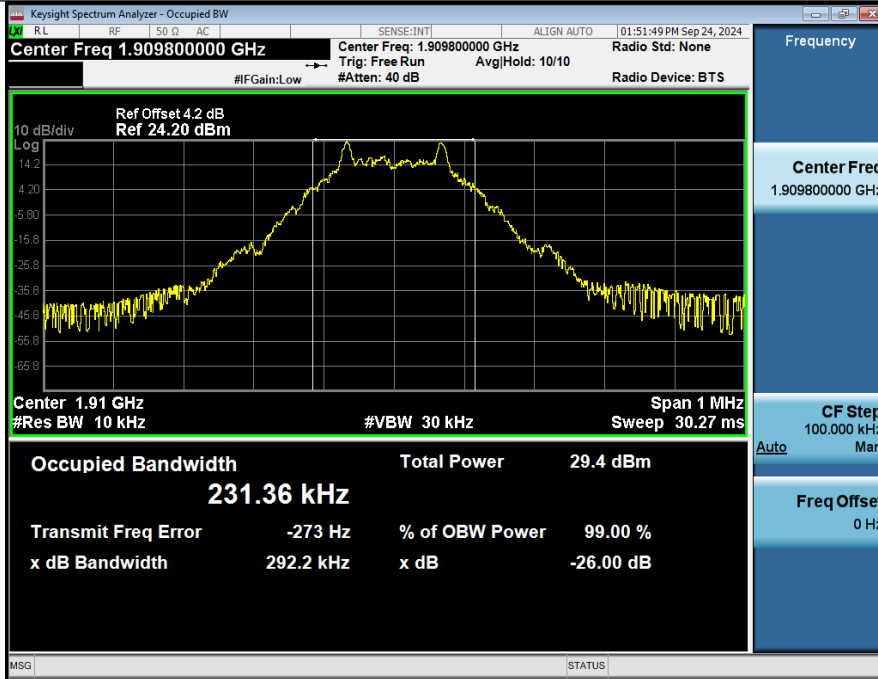 Keysight Spectrum Analyzer - Occupied BW
LXI RL RF 50 Ω AC SENSE:INT ALIGN AUTO 01:51:49 PM Sep 24, 2024
Center Freq 1.909800000 GHz
Center Freq: 1.909800000 GHz Radio Std: None
Trig: Free Run Avg|Hold: 10/10
#IFGain:Low #Atten: 40 dB Radio Device: BTS
Ref Offset 4.2 dB
10 dB/div Ref 24.20 dBm
Log
14.2
4.20
-5.80
-15.8
-25.8
-35.8
-45.8
-55.8
-65.8
Center 1.91 GHz Span 1 MHz
#Res BW 10 kHz #VBW 30 kHz Sweep 30.27 ms
Occupied Bandwidth Total Power 29.4 dBm
231.36 kHz
Transmit Freq Error -273 Hz % of OBW Power 99.00 %
x dB Bandwidth 292.2 kHz x dB -26.00 dB
MSG STATUS
Frequency
Center Freq
1.909800000 GHz
CF Step
100.000 kHz
Auto Man
Freq Offset
0 Hz